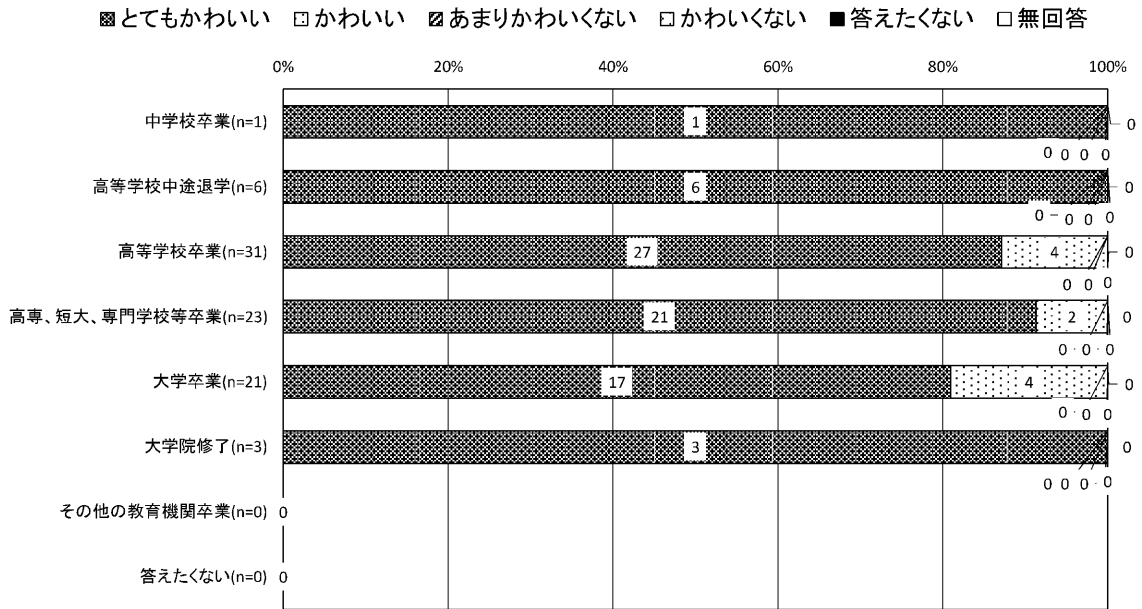 とてもかわいい かわいい あまりかわいくない かわいくない 答えたくない 無回答
0% 20% 40% 60% 80% 100%
中学校卒業(n=1) 1 0
0 0 0 0
高等学校中途退学(n=6) 6 0
0 0 0 0
高等学校卒業(n=31) 27 4 0
0 0 0
高専、短大、専門学校等卒業(n=23) 21 2 0
0 0 0
大学卒業(n=21) 17 4 0
0 0 0
大学院修了(n=3) 3 0
0 0 0 0
その他の教育機関卒業(n=0) 0
答えたくない(n=0) 0